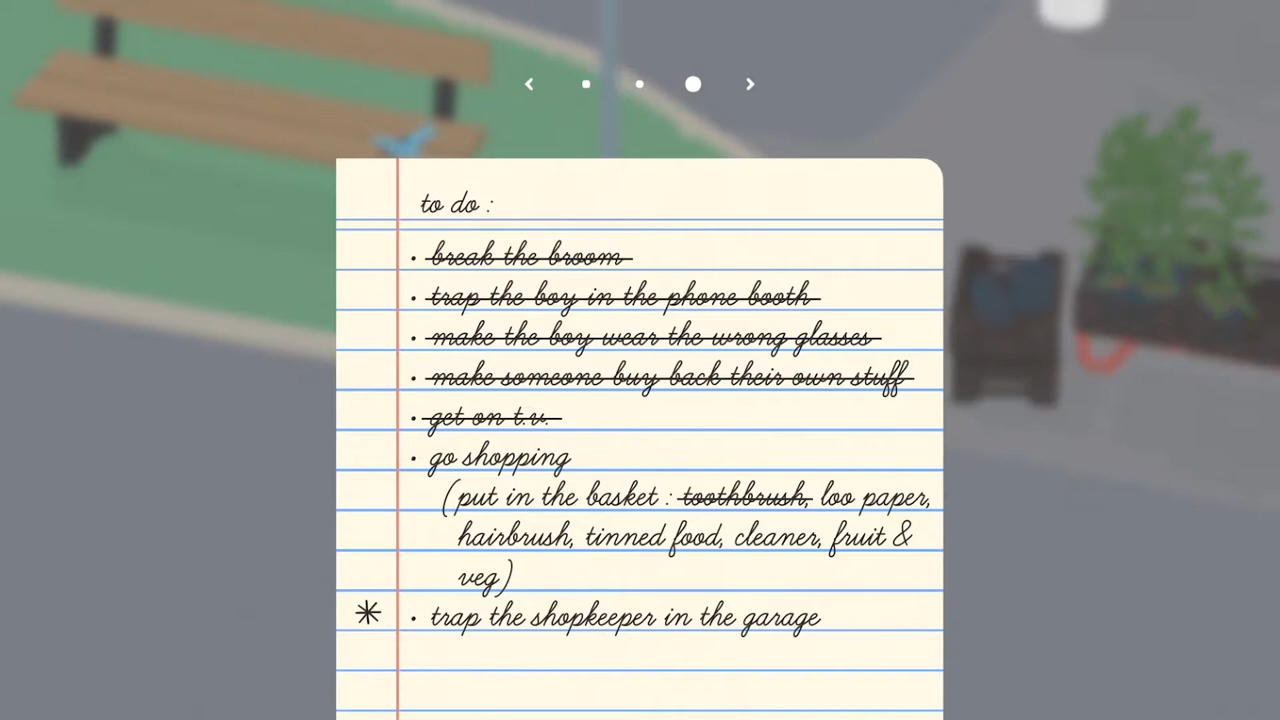 to do :
• break the broom
• trap the boy in the phone booth
• make the boy wear the wrong glasses
• make someone buy back their own stuff
• get on t.v.
• go shopping
(put in the basket : toothbrush, loo paper,
hairbrush, tinned food, cleaner, fruit &
veg)
* • trap the shopkeeper in the garage